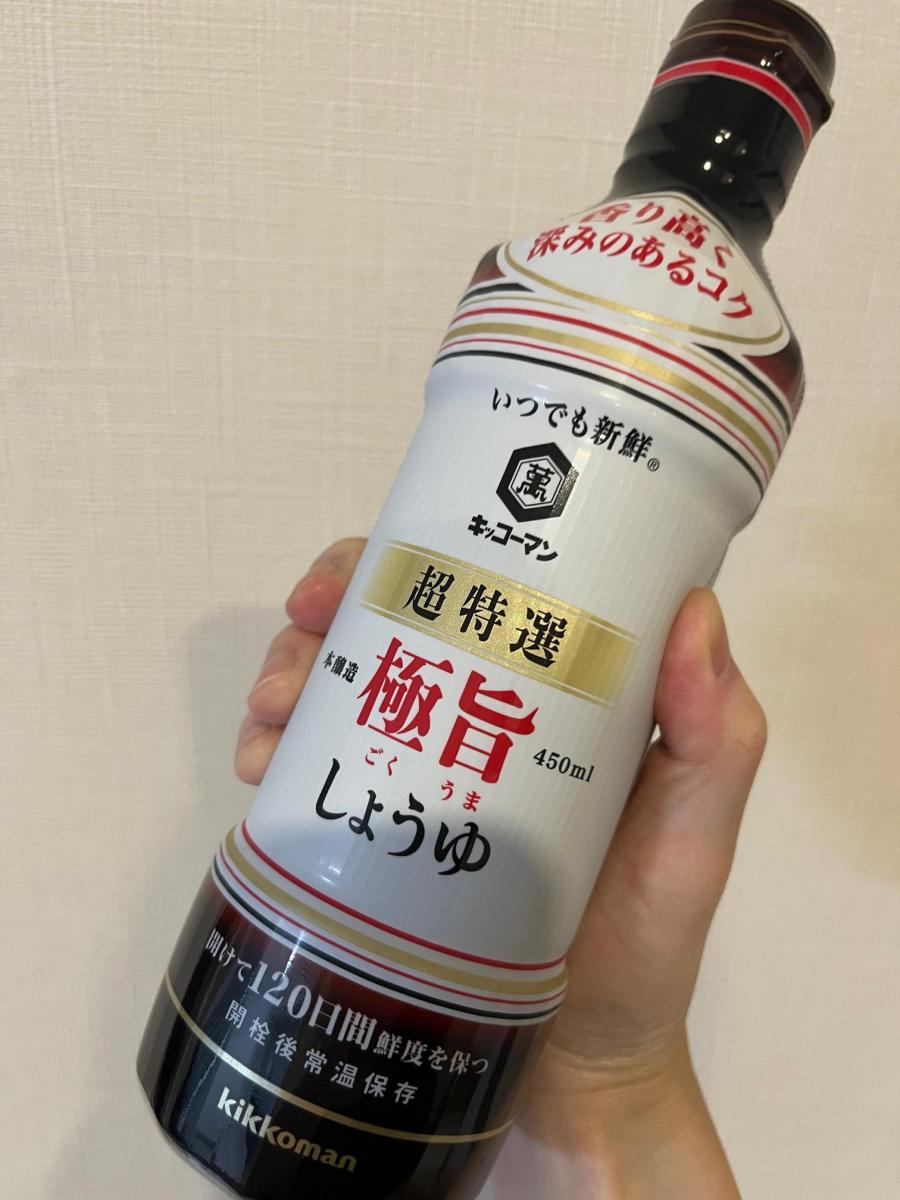 香り高く
深みのあるコク
いつでも新鮮®
萬
キッコーマン
超特選
本醸造
極旨
ごく うま
450ml
しょうゆ
開けて120日間鮮度を保つ
開栓後常温保存
kikkoman